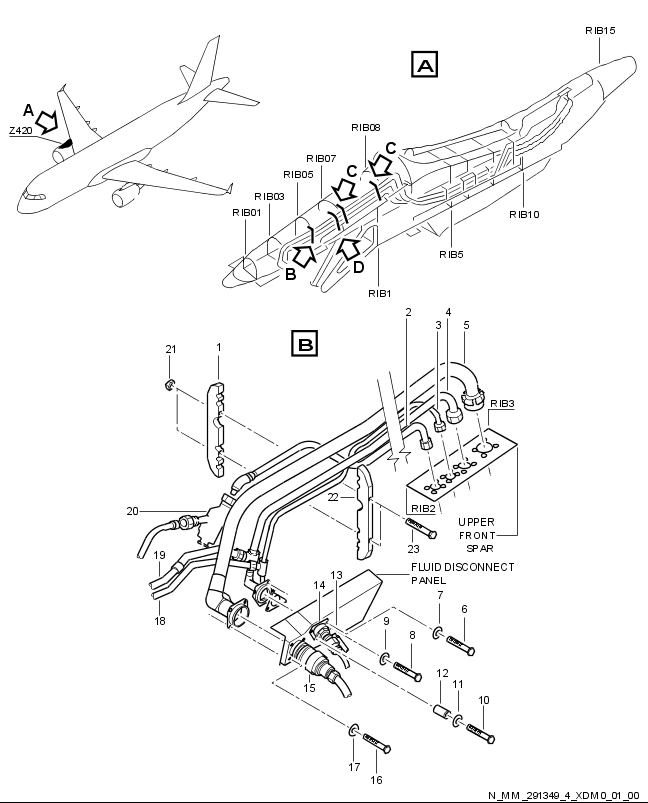 RIB15
A
A
Z420
RIB08
C
RIB07
C
RIB05
RIB03
RIB01
RIB10
RIB5
B
D
RIB1
B
2
3
4
5
21
1
RIB3
22
RIB2
20
23
UPPER
FRONT
SPAR
19
18
FLUID DISCONNECT
PANEL
14
13
7
6
9
8
15
12
11
10
17
16
N_MM_291349_4_XDM0_01_00